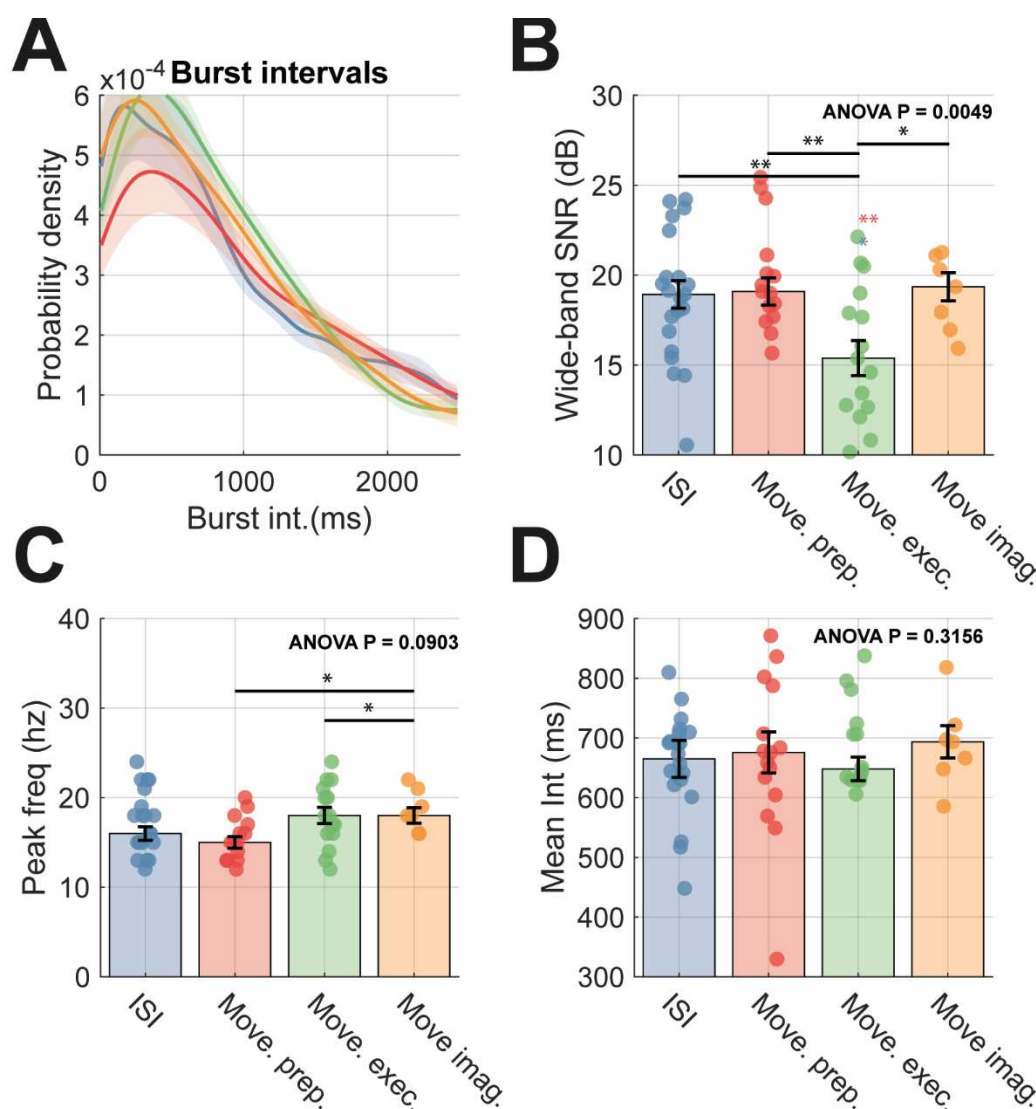 A
×10⁻⁴ Burst intervals
6
5
4
3
2
1
0
Probability density
0 1000 2000
Burst int.(ms)
B
30
25
20
15
10
Wide-band SNR (dB)
ANOVA P = 0.0049
** *
**
**
*
ISI Move. prep. Move. exec. Move imag.
C
40
30
20
10
0
Peak freq (hz)
ANOVA P = 0.0903
*
*
ISI Move. prep. Move. exec. Move imag.
D
900
800
700
600
500
400
300
Mean Int (ms)
ANOVA P = 0.3156
ISI Move. prep. Move. exec. Move imag.